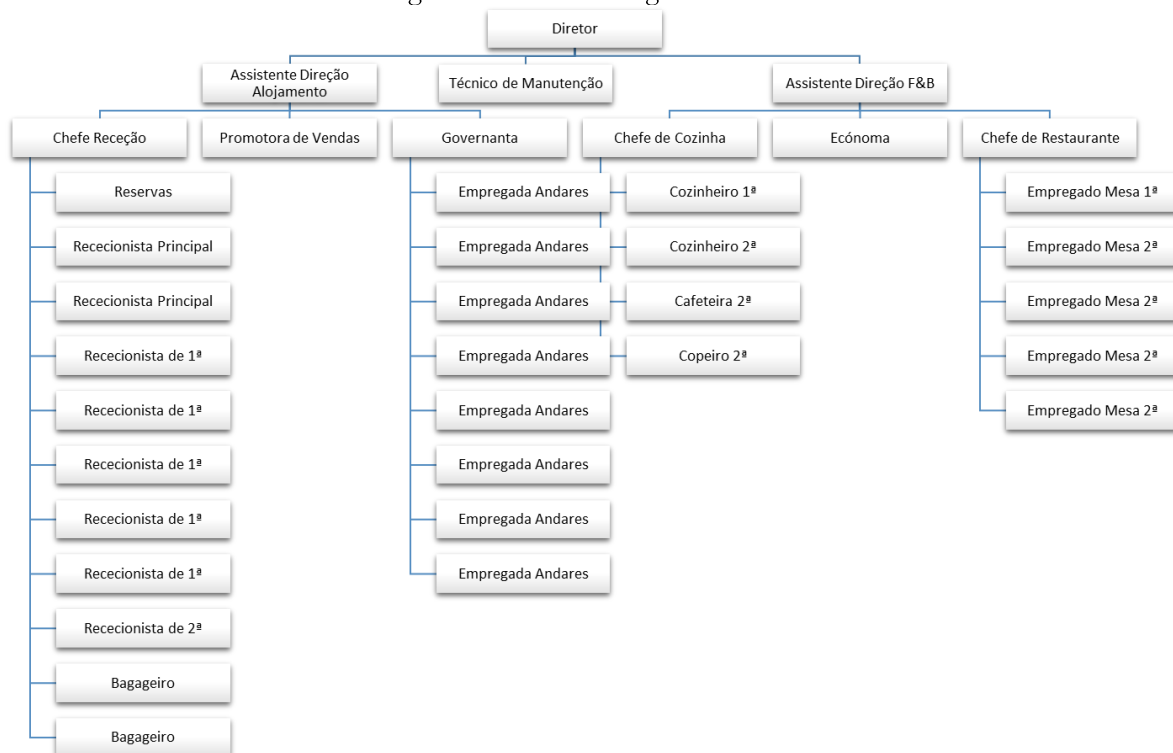 Diretor
Assistente Direção
Alojamento
Técnico de Manutenção
Assistente Direção F&B
Chefe Receção
Promotora de Vendas
Governanta
Chefe de Cozinha
Ecónoma
Chefe de Restaurante
Reservas
Rececionista Principal
Rececionista Principal
Rececionista de 1ª
Rececionista de 1ª
Rececionista de 1ª
Rececionista de 1ª
Rececionista de 1ª
Rececionista de 2ª
Bagageiro
Bagageiro
Empregada Andares
Empregada Andares
Empregada Andares
Empregada Andares
Empregada Andares
Empregada Andares
Empregada Andares
Empregada Andares
Cozinheiro 1ª
Cozinheiro 2ª
Cafeteira 2ª
Copeiro 2ª
Empregado Mesa 1ª
Empregado Mesa 2ª
Empregado Mesa 2ª
Empregado Mesa 2ª
Empregado Mesa 2ª